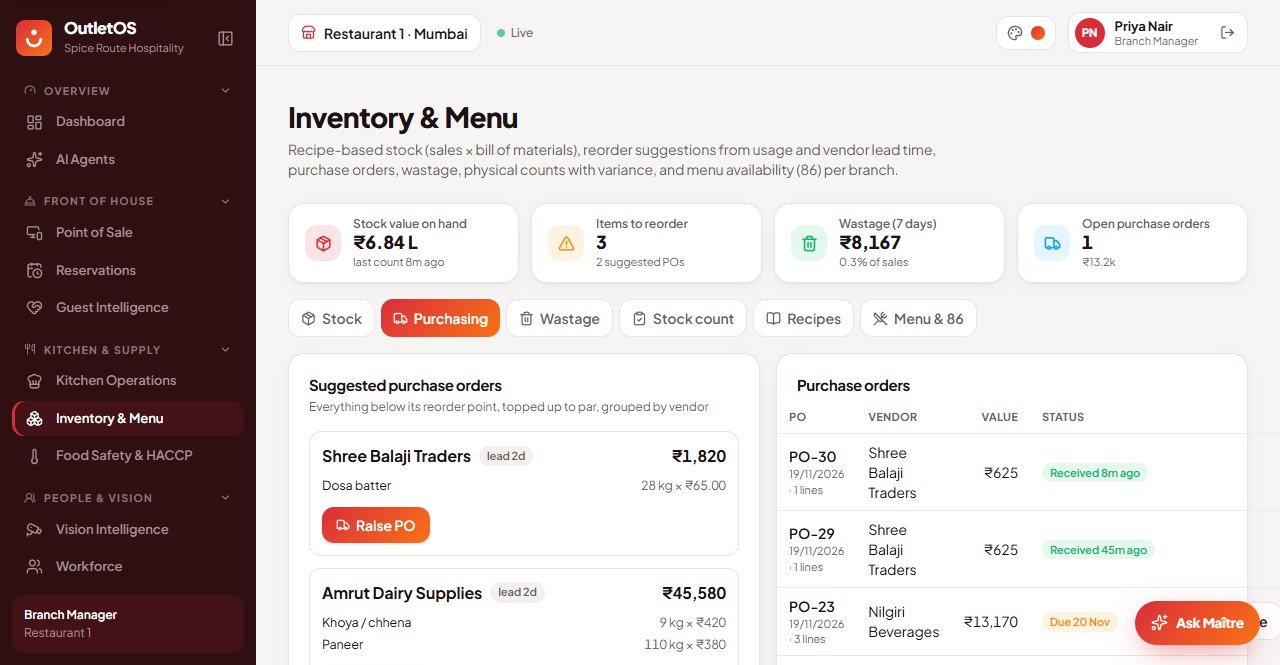 OutletOS
Spice Route Hospitality
OVERVIEW
Dashboard
AI Agents
FRONT OF HOUSE
Point of Sale
Reservations
Guest Intelligence
KITCHEN & SUPPLY
Kitchen Operations
Inventory & Menu
Food Safety & HACCP
PEOPLE & VISION
Vision Intelligence
Workforce
Branch Manager
Restaurant 1
Restaurant 1 · Mumbai
Live
PN
Priya Nair
Branch Manager
Inventory & Menu
Recipe-based stock (sales × bill of materials), reorder suggestions from usage and vendor lead time,
purchase orders, wastage, physical counts with variance, and menu availability (86) per branch.
Stock value on hand
₹6.84 L
last count 8m ago
Items to reorder
3
2 suggested POs
Wastage (7 days)
₹8,167
0.3% of sales
Open purchase orders
1
₹13.2k
Stock
Purchasing
Wastage
Stock count
Recipes
Menu & 86
Suggested purchase orders
Everything below its reorder point, topped up to par, grouped by vendor
Shree Balaji Traders lead 2d ₹1,820
Dosa batter 28 kg × ₹65.00
Raise PO
Amrut Dairy Supplies lead 2d ₹45,580
Khoya / chhena 9 kg × ₹420
Paneer 110 kg × ₹380
Purchase orders
PO VENDOR VALUE STATUS
PO-30
19/11/2026
· 1 lines
Shree
Balaji
Traders
₹625
Received 8m ago
PO-29
19/11/2026
· 1 lines
Shree
Balaji
Traders
₹625
Received 45m ago
PO-23
19/11/2026
· 3 lines
Nilgiri
Beverages
₹13,170
Due 20 Nov
Ask Maître
e